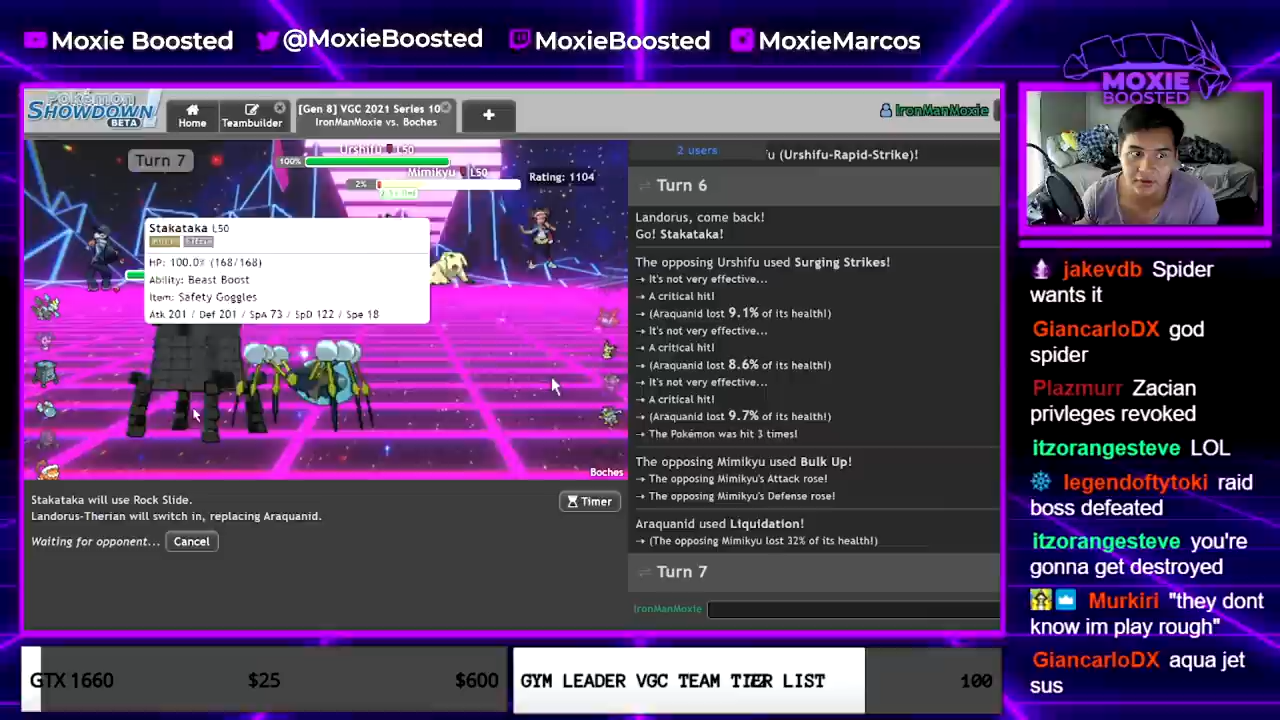 Moxie Boosted
@MoxieBoosted
MoxieBoosted
MoxieMarcos
MOXIE
BOOSTED
Pokémon
SHOWDOWN
BETA
Home
Teambuilder
[Gen 8] VGC 2021 Series 10
IronManMoxie vs. Boches
+
IronManMoxie
Turn 7
Urshifu L50
100%
Mimikyu L50
2%
Rating: 1104
Stakataka L50
HP: 100.0% (168/168)
Ability: Beast Boost
Item: Safety Goggles
Atk 201 / Def 201 / SpA 73 / SpD 122 / Spe 18
Boches
Stakataka will use Rock Slide.
Landorus-Therian will switch in, replacing Araquanid.
Waiting for opponent...
Cancel
Timer
2 users
'u (Urshifu-Rapid-Strike)!
Turn 6
Landorus, come back!
Go! Stakataka!
The opposing Urshifu used Surging Strikes!
→ It's not very effective...
→ A critical hit!
→ (Araquanid lost 9.1% of its health!)
→ It's not very effective...
→ A critical hit!
→ (Araquanid lost 8.6% of its health!)
→ It's not very effective...
→ A critical hit!
→ (Araquanid lost 9.7% of its health!)
→ The Pokémon was hit 3 times!
The opposing Mimikyu used Bulk Up!
→ The opposing Mimikyu's Attack rose!
→ The opposing Mimikyu's Defense rose!
Araquanid used Liquidation!
→ (The opposing Mimikyu lost 32% of its health!)
Turn 7
IronManMoxie
jakevdb Spider
wants it
GiancarloDX god
spider
Plazmurr Zacian
privleges revoked
itzorangesteve LOL
legendoftytoki raid
boss defeated
itzorangesteve you're
gonna get destroyed
Murkiri "they dont
know im play rough"
GiancarloDX aqua jet
sus
GTX 1660
$25
$600
GYM LEADER VGC TEAM TIER LIST
100